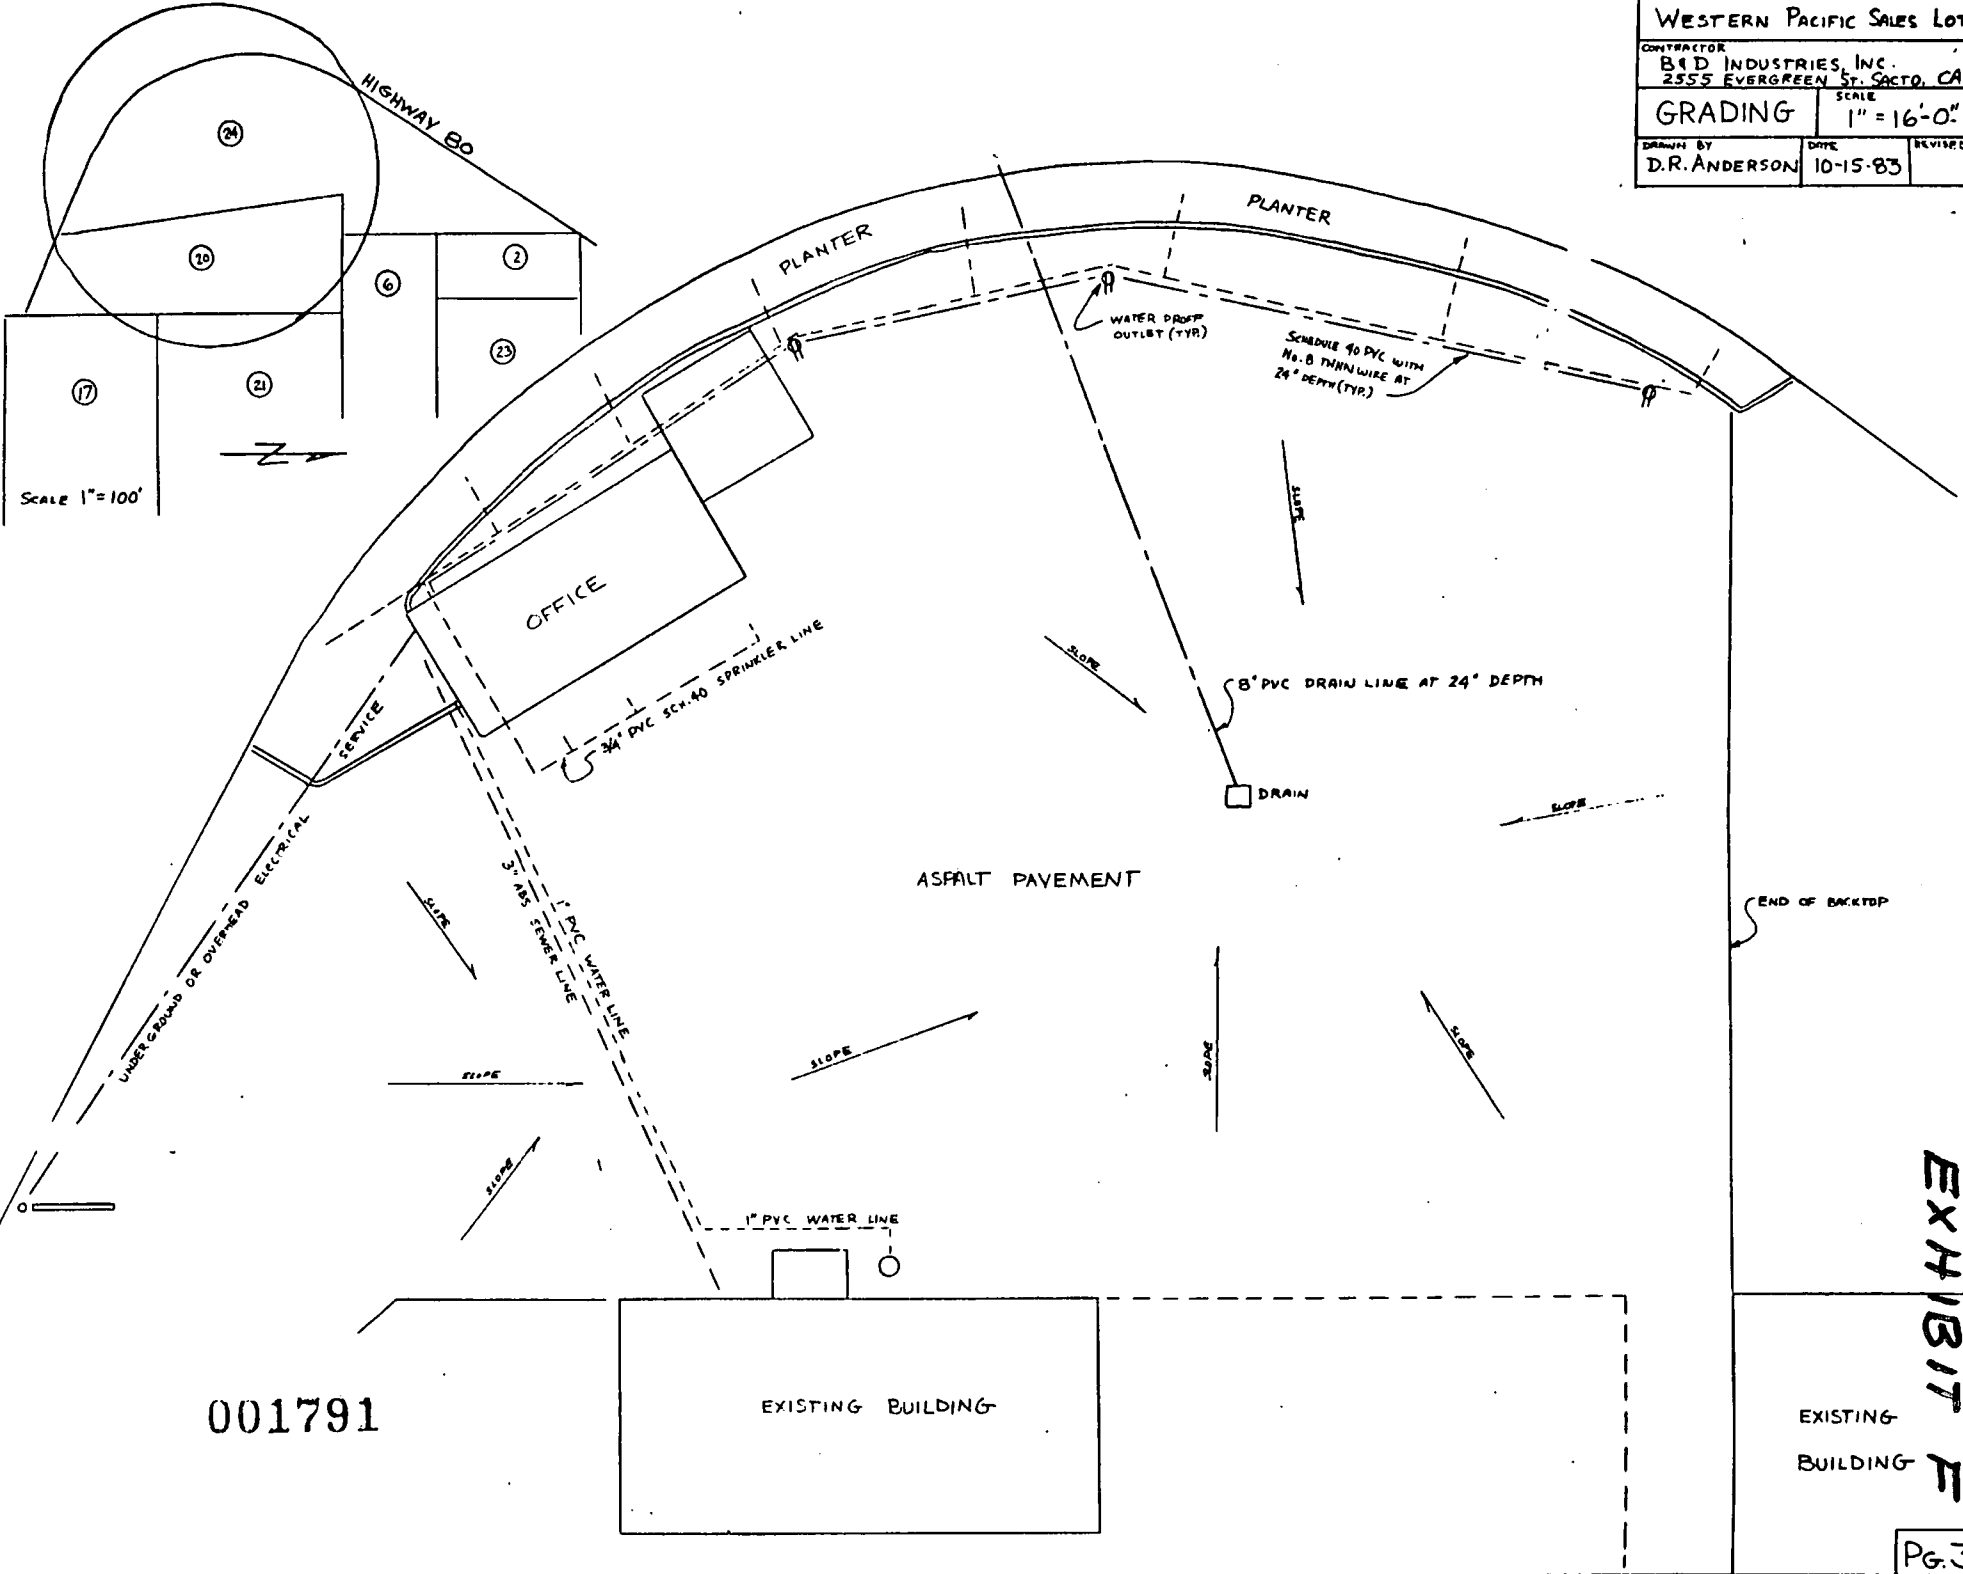 WESTERN PACIFIC SALES LOT
CONTRACTOR
B&D INDUSTRIES, INC.
2555 EVERGREEN ST. SACTO, CA
GRADING
SCALE
1" = 16'-0"
DRAWN BY
D.R. ANDERSON
DATE
10-15-83
REVISED
HIGHWAY 80
24
20
6
2
23
17
21
Z
SCALE 1"=100'
PLANTER
PLANTER
WATER PROOF
OUTLET (TYP.)
SCHEDULE 40 PVC WITH
No. 8 THHN WIRE AT
24" DEPTH (TYP.)
OFFICE
SLOPE
SLOPE
3/4" PVC SCH. 40 SPRINKLER LINE
8" PVC DRAIN LINE AT 24" DEPTH
DRAIN
SLOPE
UNDERGROUND OR OVERHEAD ELECTRICAL SERVICE
ASPALT PAVEMENT
END OF BACKTOP
SLOPE
3" ABS SEWER LINE
1" PVC WATER LINE
SLOPE
SLOPE
SLOPE
SLOPE
SLOPE
1" PVC WATER LINE
EXISTING BUILDING
EXISTING
BUILDING
001791
EXHIBIT F
PG. 3